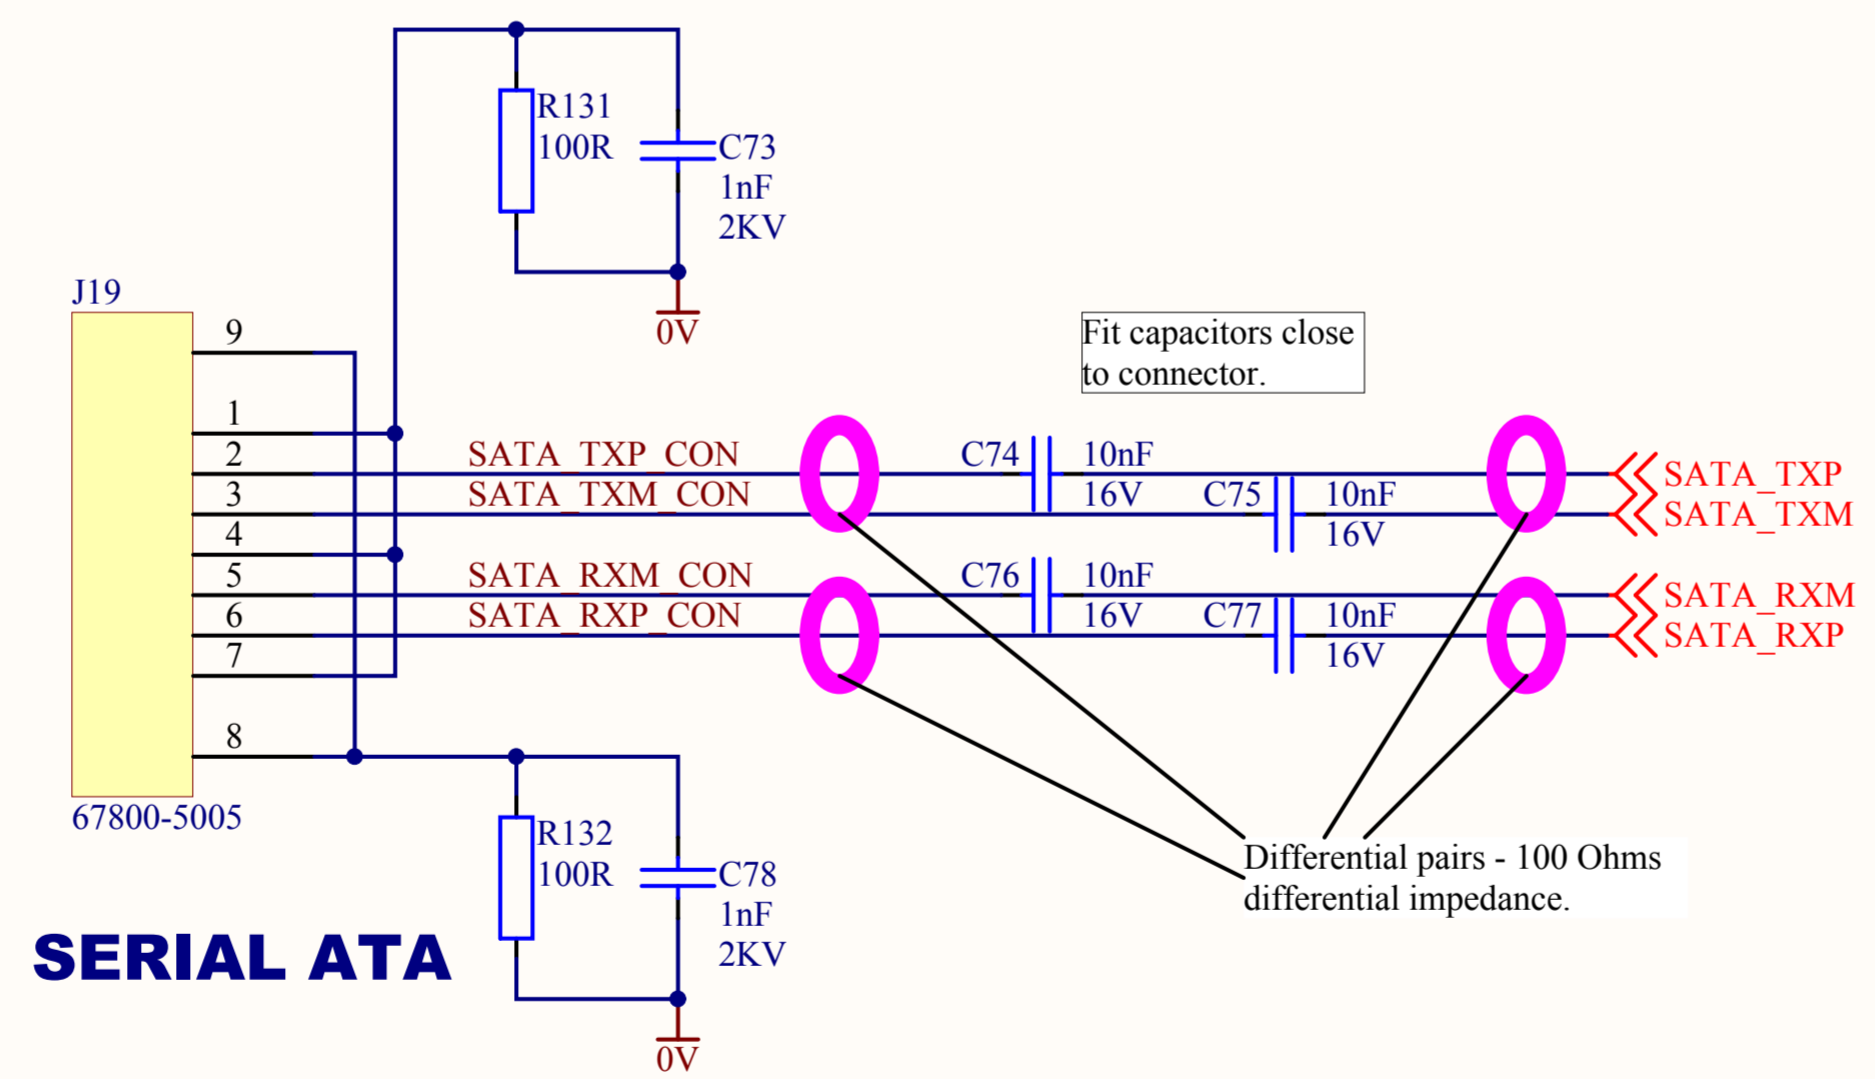 R131
100R
C73
1nF
2KV
0V
J19
9
1
2
3
4
5
6
7
8
67800-5005
Fit capacitors close
to connector.
SATA_TXP_CON
C74
10nF
16V
SATA_TXP
SATA_TXM_CON
C75
10nF
16V
SATA_TXM
SATA_RXM_CON
C76
10nF
16V
SATA_RXM
SATA_RXP_CON
C77
10nF
16V
SATA_RXP
R132
100R
C78
1nF
2KV
0V
Differential pairs - 100 Ohms
differential impedance.
SERIAL ATA